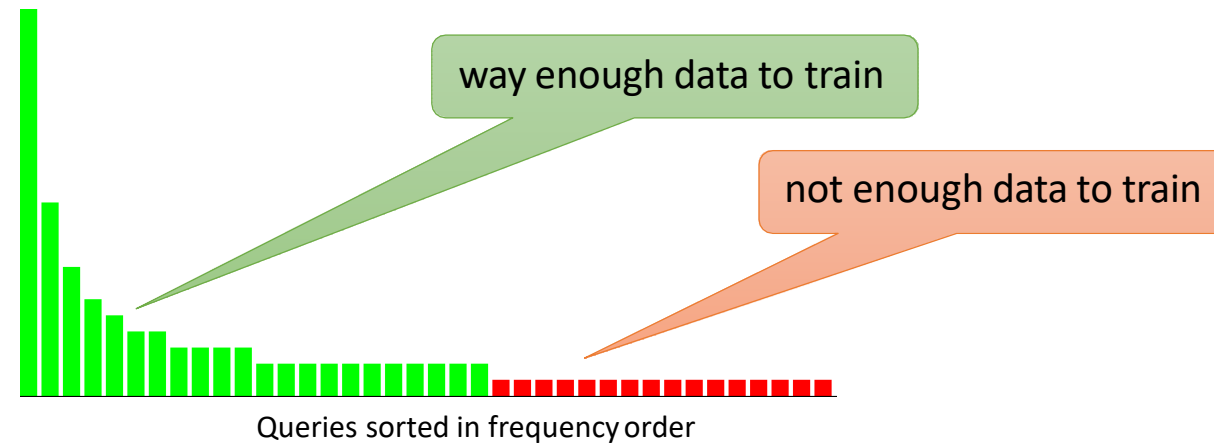 way enough data to train
not enough data to train
Queries sorted in frequency order